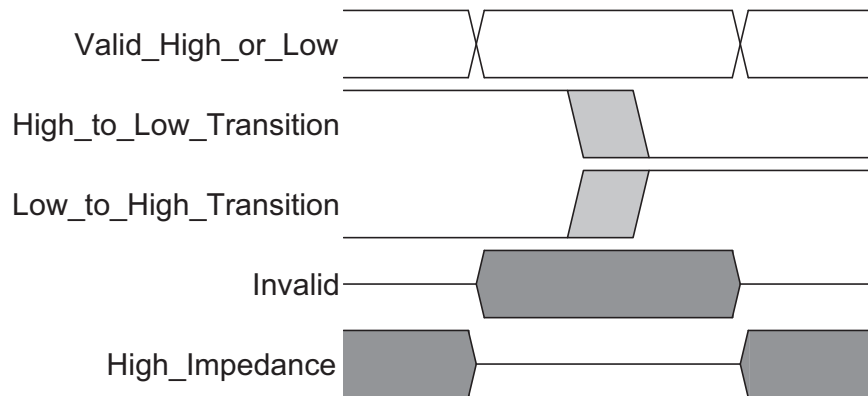 Valid_High_or_Low
High_to_Low_Transition
Low_to_High_Transition
Invalid
High_Impedance